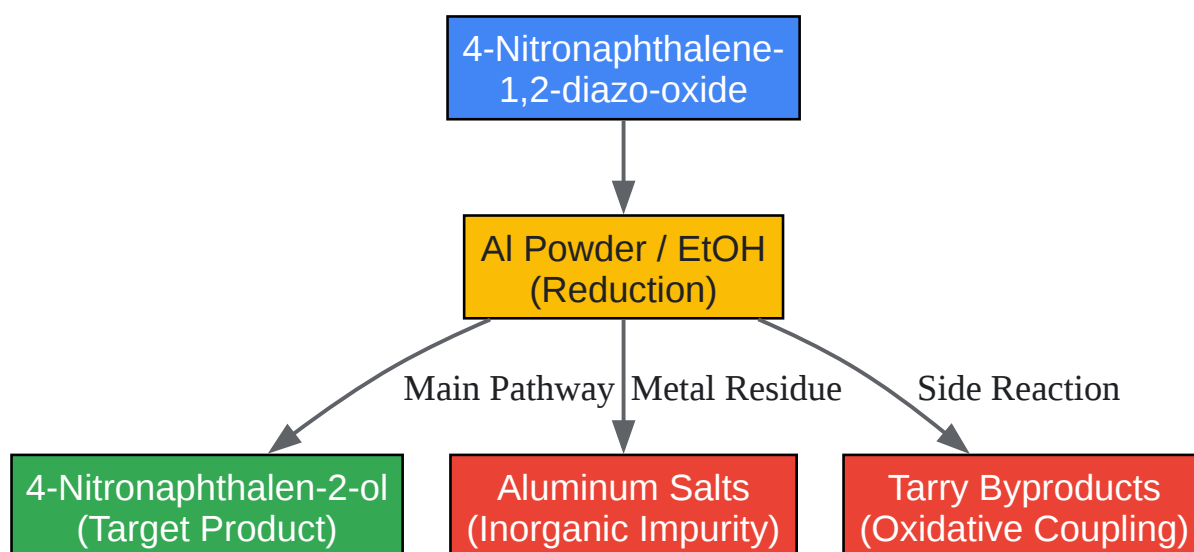 4-Nitronaphthalene-
1,2-diazo-oxide
Al Powder / EtOH
(Reduction)
Main Pathway
Metal Residue
Side Reaction
4-Nitronaphthalen-2-ol
(Target Product)
Aluminum Salts
(Inorganic Impurity)
Tarry Byproducts
(Oxidative Coupling)